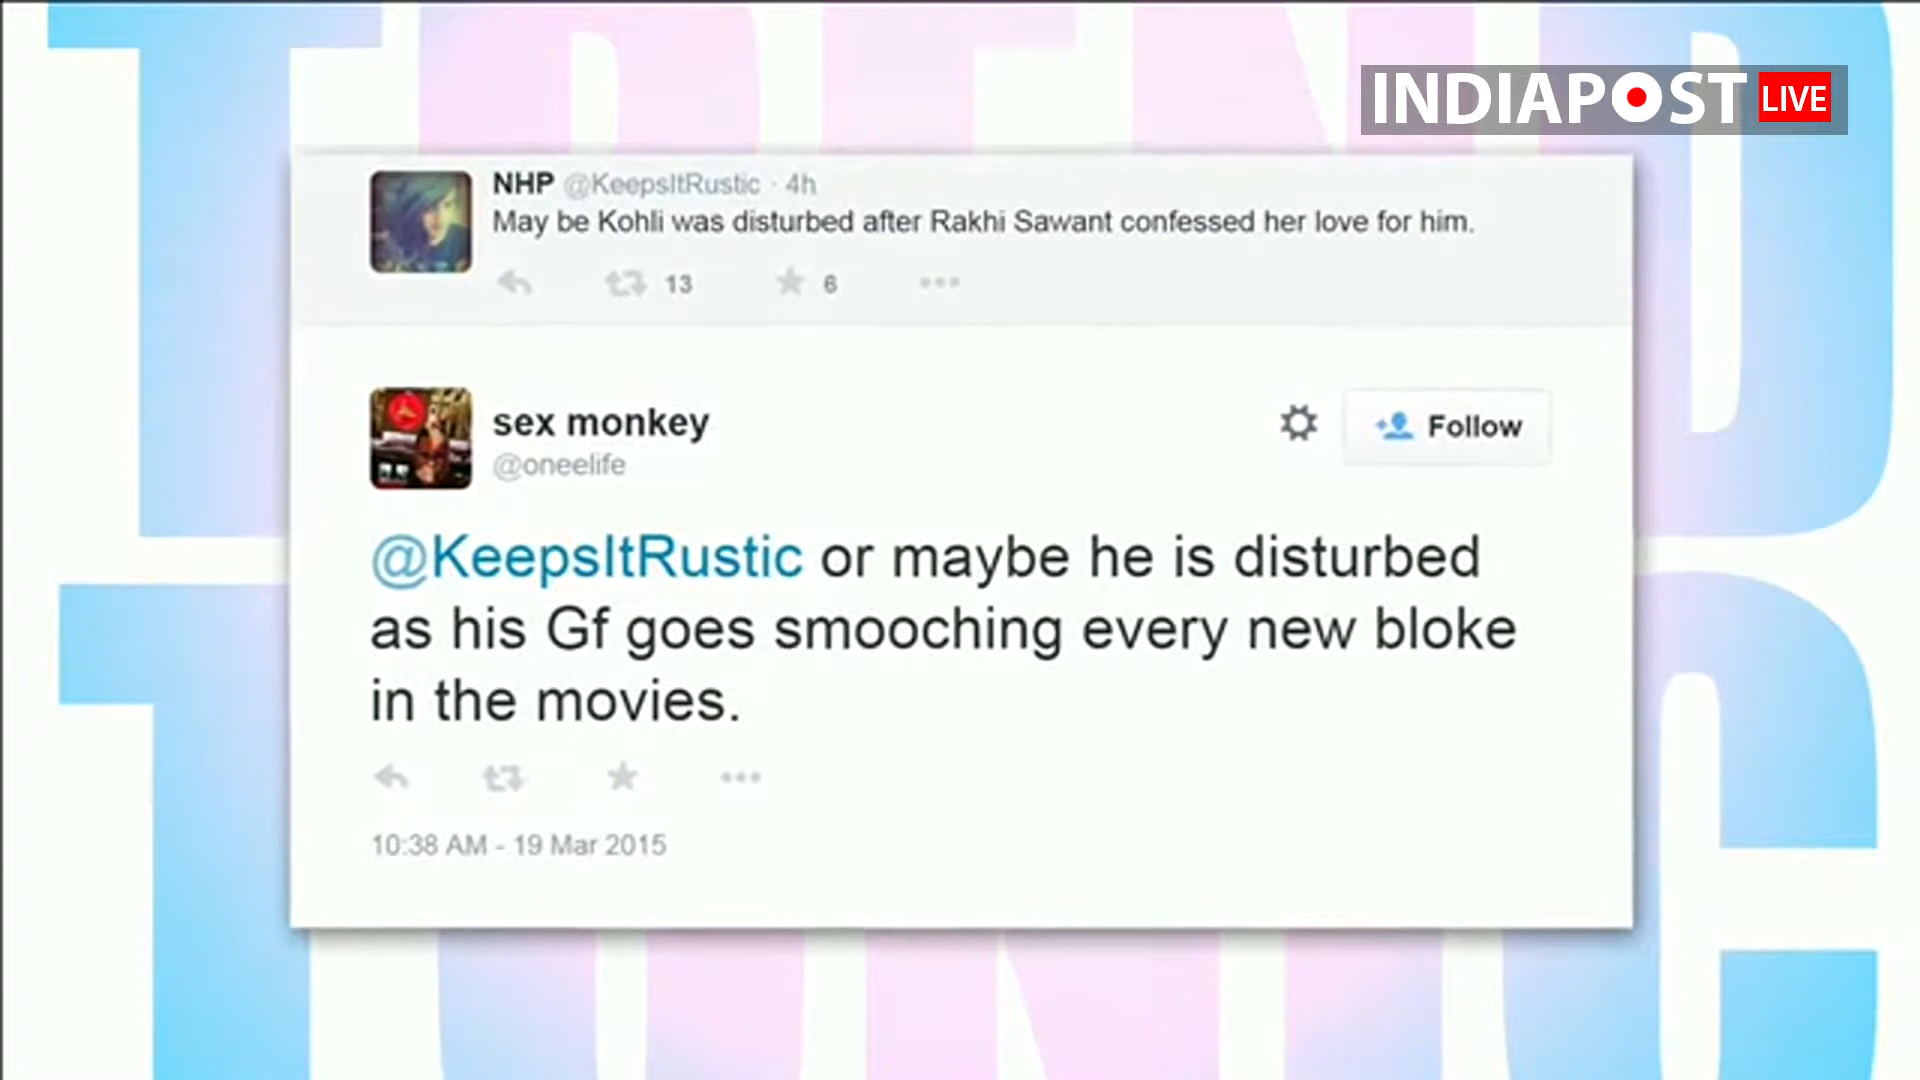 INDIAPOST LIVE
NHP @KeepsItRustic · 4h
May be Kohli was disturbed after Rakhi Sawant confessed her love for him.
13 6
sex monkey
@oneelife
Follow
@KeepsItRustic or maybe he is disturbed
as his Gf goes smooching every new bloke
in the movies.
10:38 AM - 19 Mar 2015